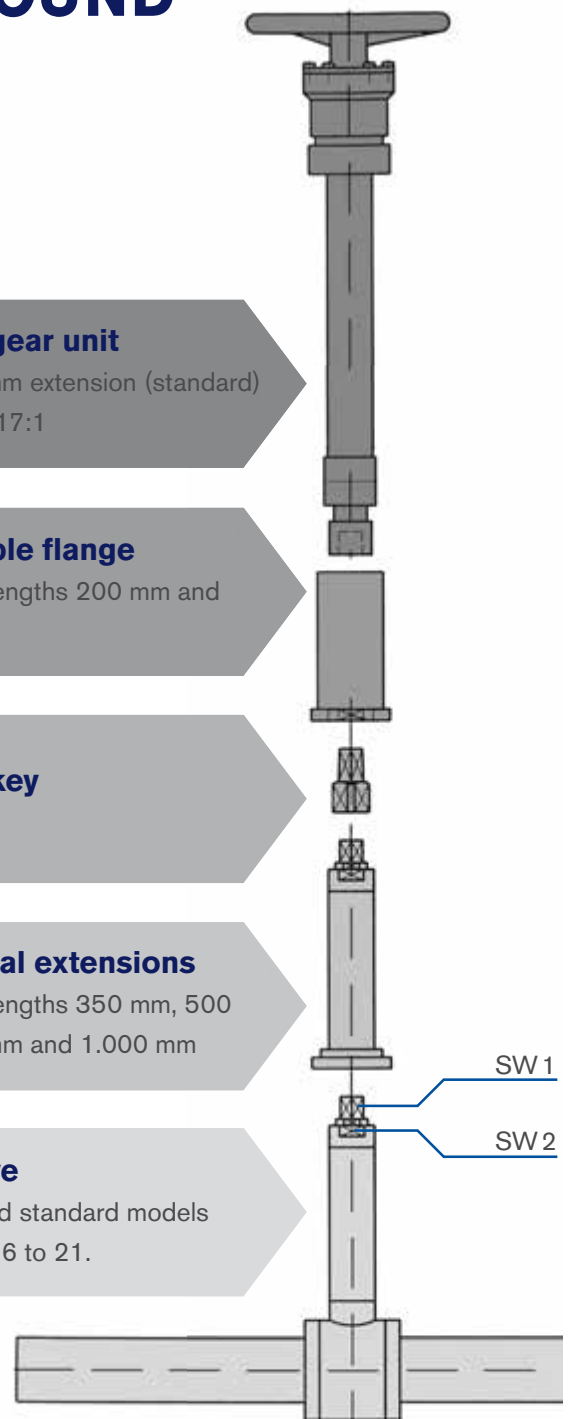 OUND
gear unit
m extension (standard)
17:1
ple flange
engths 200 mm and
key
al extensions
engths 350 mm, 500
m and 1.000 mm
SW 1
SW 2
e
d standard models
6 to 21.